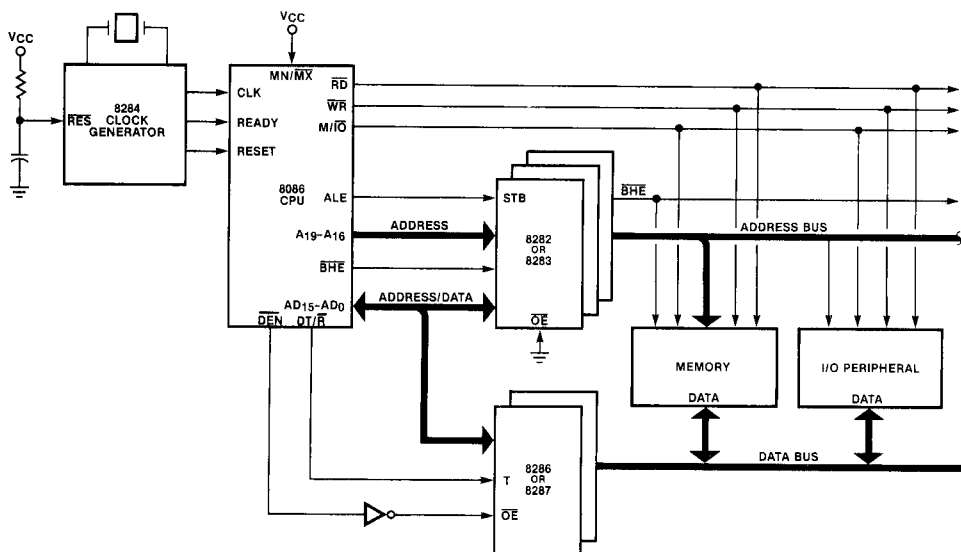 VCC
VCC
8284
CLOCK
GENERATOR
RES
MN/MX
CLK
READY
RESET
8086
CPU
RD
WR
M/IO
ALE
A19–A16
BHE
AD15–AD0
DEN
DT/R
ADDRESS
ADDRESS/DATA
STB
8282
OR
8283
OE
BHE
ADDRESS BUS
MEMORY
DATA
I/O PERIPHERAL
DATA
DATA BUS
T
8286
OR
8287
OE